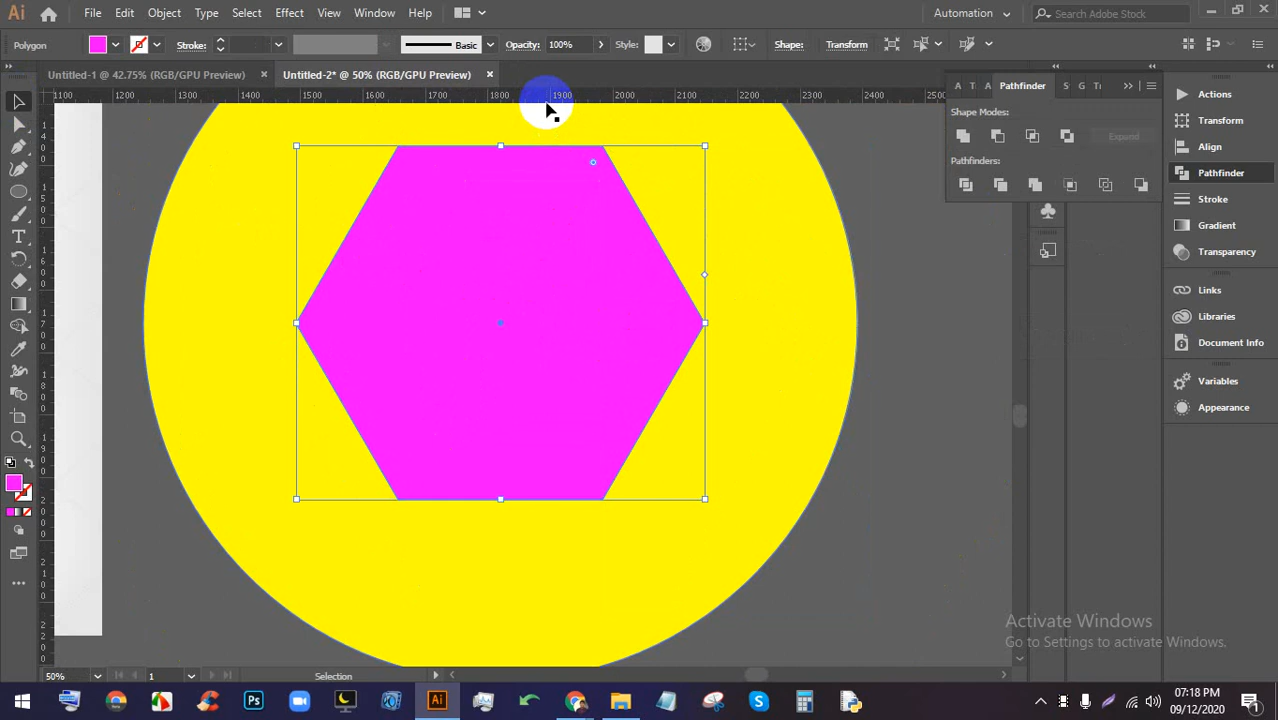 Ai File Edit Object Type Select Effect View Window Help Automation Search Adobe Stock
Polygon Stroke: Basic Opacity: 100% Style: Shape: Transform
Untitled-1 @ 42.75% (RGB/GPU Preview) × Untitled-2* @ 50% (RGB/GPU Preview) ×
1100 1200 1300 1400 1500 1600 1700 1800 1900 2000 2100 2200 2300 2400 2500
A T A Pathfinder S G
Shape Modes:
Expand
Pathfinders:
Actions
Transform
Align
Pathfinder
Stroke
Gradient
Transparency
Links
Libraries
Document Info
Variables
Appearance
Activate Windows
Go to Settings to activate Windows.
50% 1 Selection
Ps Ai 07:18 PM
09/12/2020